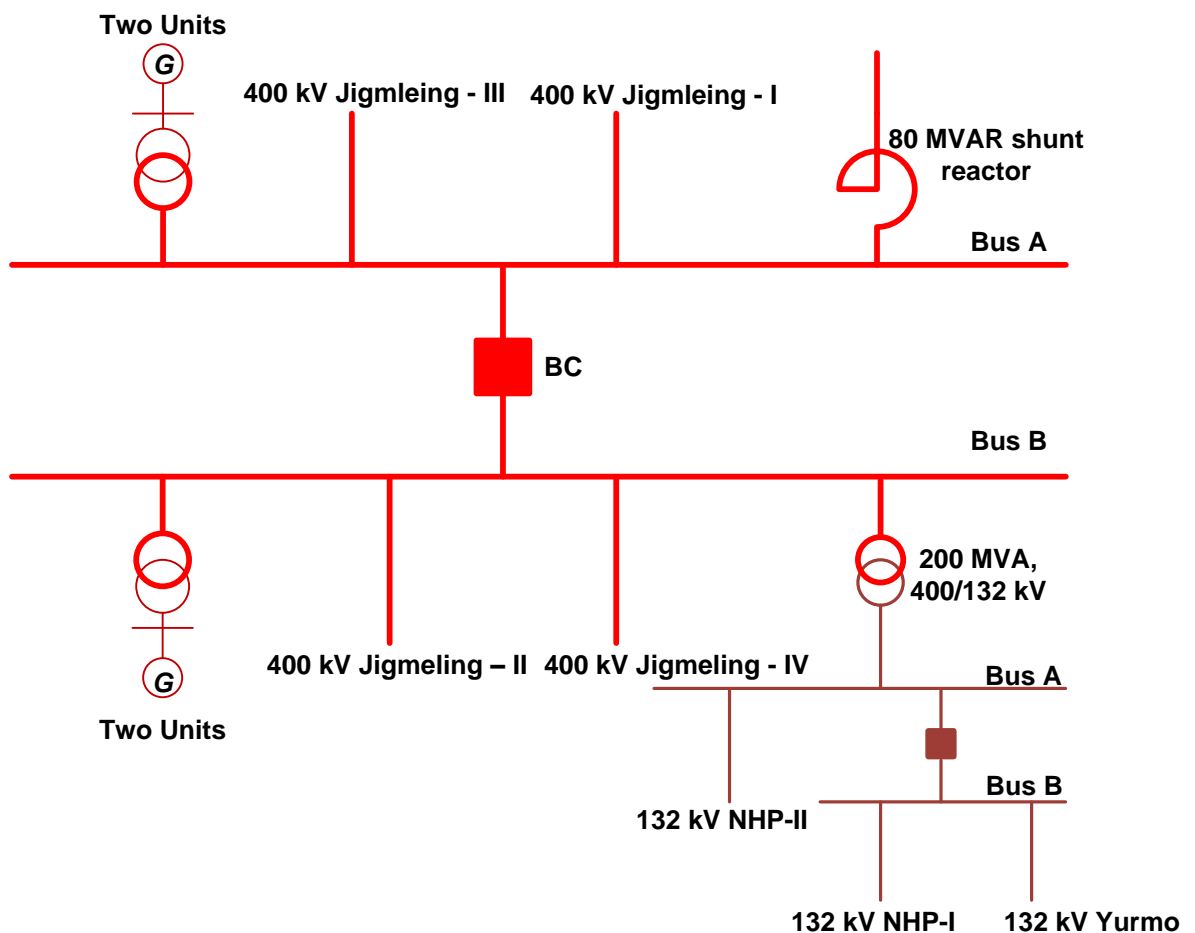 Two Units
G
400 kV Jigmleing - III
400 kV Jigmleing - I
80 MVAR shunt
reactor
Bus A
BC
Bus B
200 MVA,
400/132 kV
G
400 kV Jigmeling – II
400 kV Jigmeling - IV
Two Units
Bus A
Bus B
132 kV NHP-II
132 kV NHP-I
132 kV Yurmo